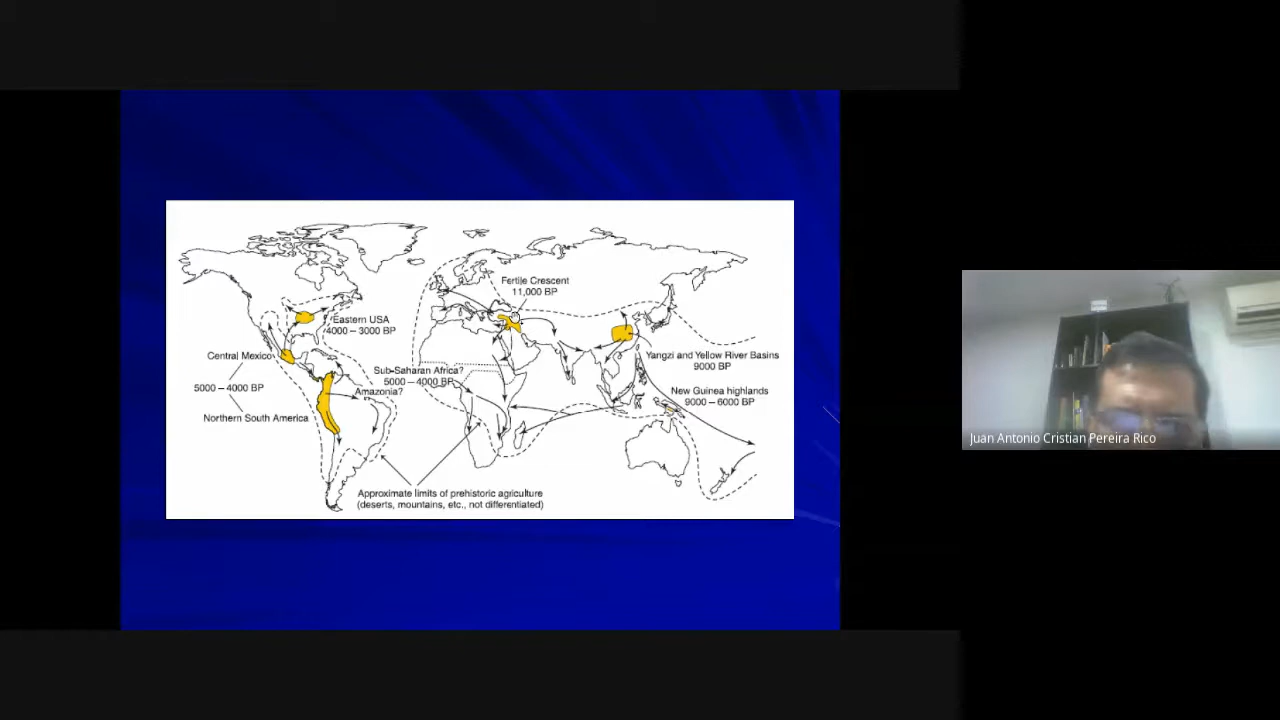 Fertile Crescent
11,000 BP
Eastern USA
4000 – 3000 BP
Central Mexico
5000 – 4000 BP
Northern South America
Sub-Saharan Africa?
5000 – 4000 BP
Amazonia?
Yangzi and Yellow River Basins
9000 BP
New Guinea highlands
9000 – 6000 BP
Approximate limits of prehistoric agriculture
(deserts, mountains, etc., not differentiated)
Juan Antonio Cristian Pereira Rico